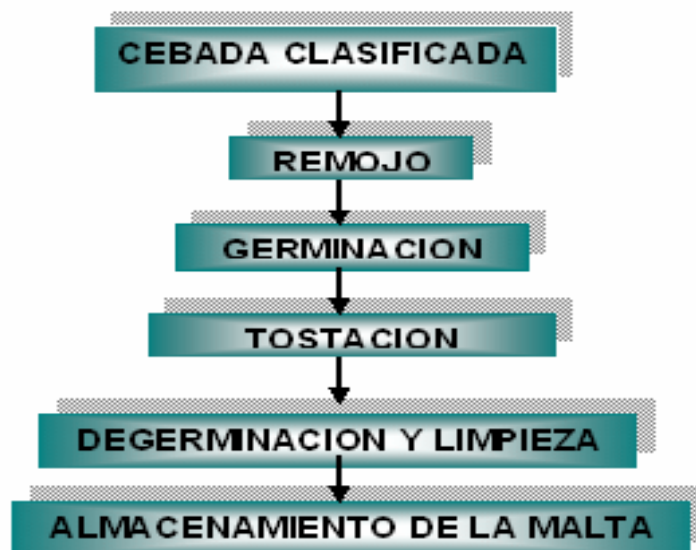 CEBADA CLASIFICADA
REMOJO
GERMINACION
TOSTACION
DEGERMINACION Y LIMPIEZA
ALMACENAMIENTO DE LA MALTA